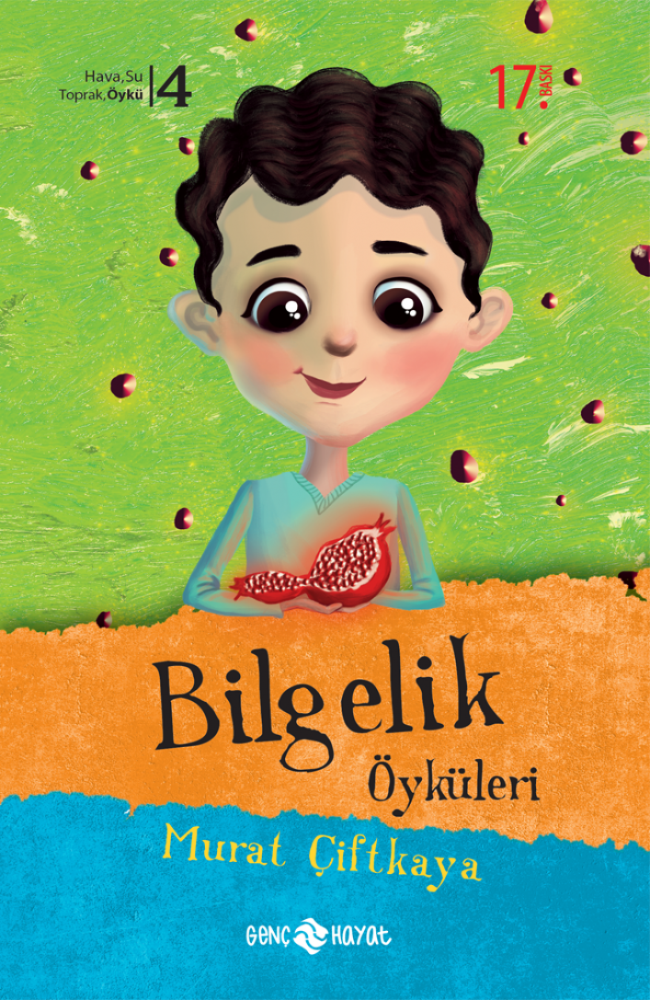 Hava,Su
Toprak,Öykü |4
17. BASKI
Bilgelik
Öyküleri
Murat Çiftkaya
GENÇ HAYAT